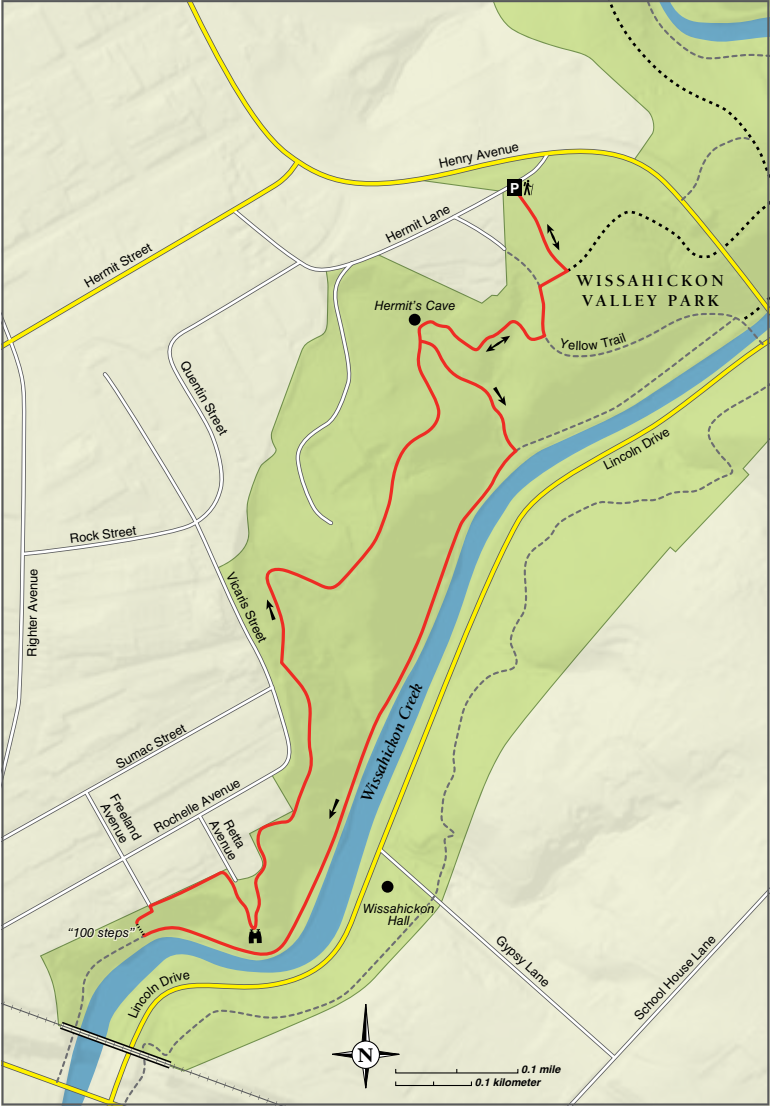 Henry Avenue
P
Hermit Lane
Hermit Street
WISSAHICKON
VALLEY PARK
Hermit's Cave
Yellow Trail
Quentin Street
Lincoln Drive
Rock Street
Righter Avenue
Vicaris Street
Wissahickon Creek
Sumac Street
Freeland
Avenue
Rochelle Avenue
Retta
Avenue
Wissahickon
Hall
"100 steps"
Gypsy Lane
School House Lane
Lincoln Drive
N
0.1 mile
0.1 kilometer